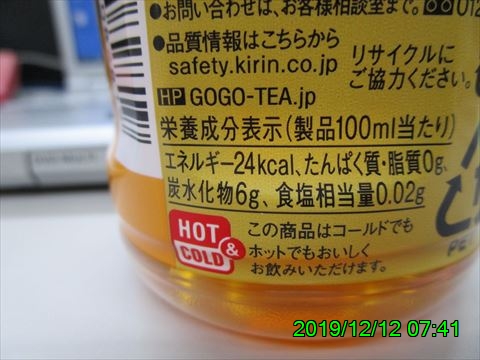 ●お問い合わせは、お客様相談室まで。
●品質情報はこちらから
safety.kirin.co.jp
リサイクルに
ご協力ください。
HP GOGO-TEA.jp
栄養成分表示(製品100ml当たり)
エネルギー24kcal、たんぱく質・脂質0g、
炭水化物6g、食塩相当量0.02g
HOT & COLD
この商品はコールドでも
ホットでもおいしく
お飲みいただけます。
2019/12/12 07:41